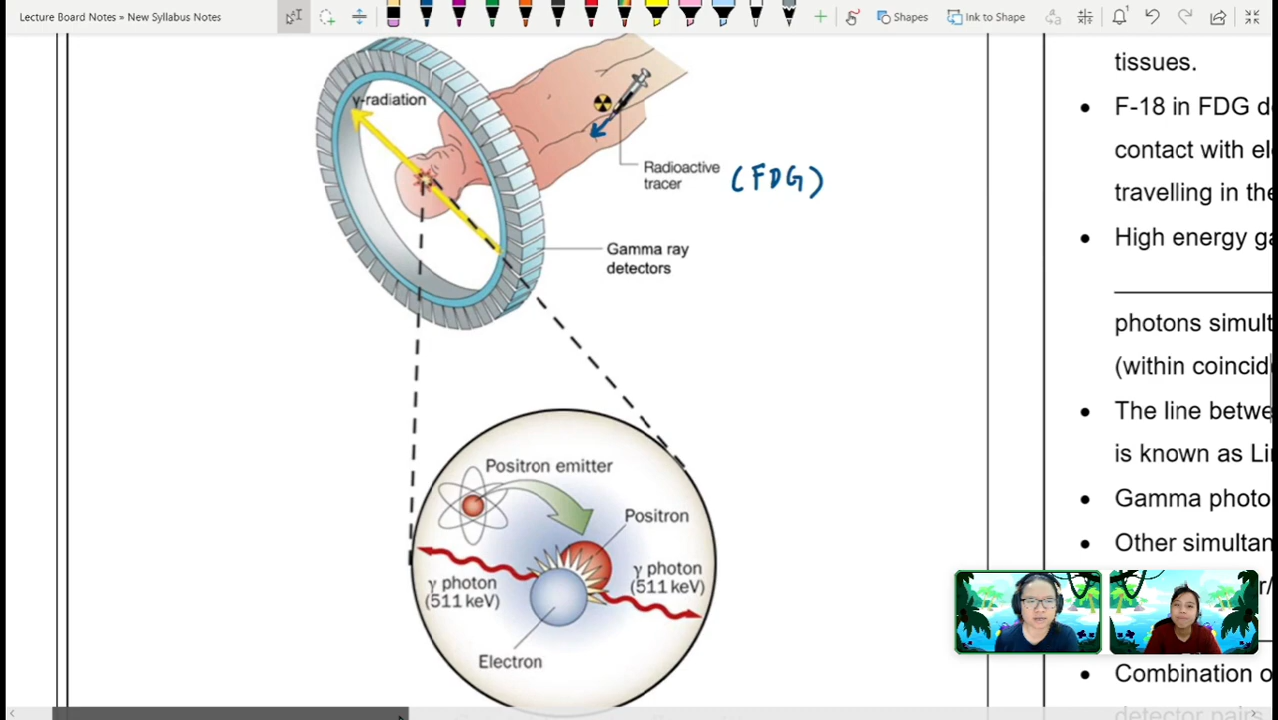 Lecture Board Notes » New Syllabus Notes
Shapes
Ink to Shape
γ-radiation
Radioactive
tracer
(FDG)
Gamma ray
detectors
Positron emitter
Positron
γ photon
(511 keV)
γ photon
(511 keV)
Electron
tissues.
• F-18 in FDG d
contact with el
travelling in the
• High energy ga
photons simult
(within coincid
• The line betwe
is known as Li
• Gamma photo
• Other simultan
r/
• Combination o
detector pairs